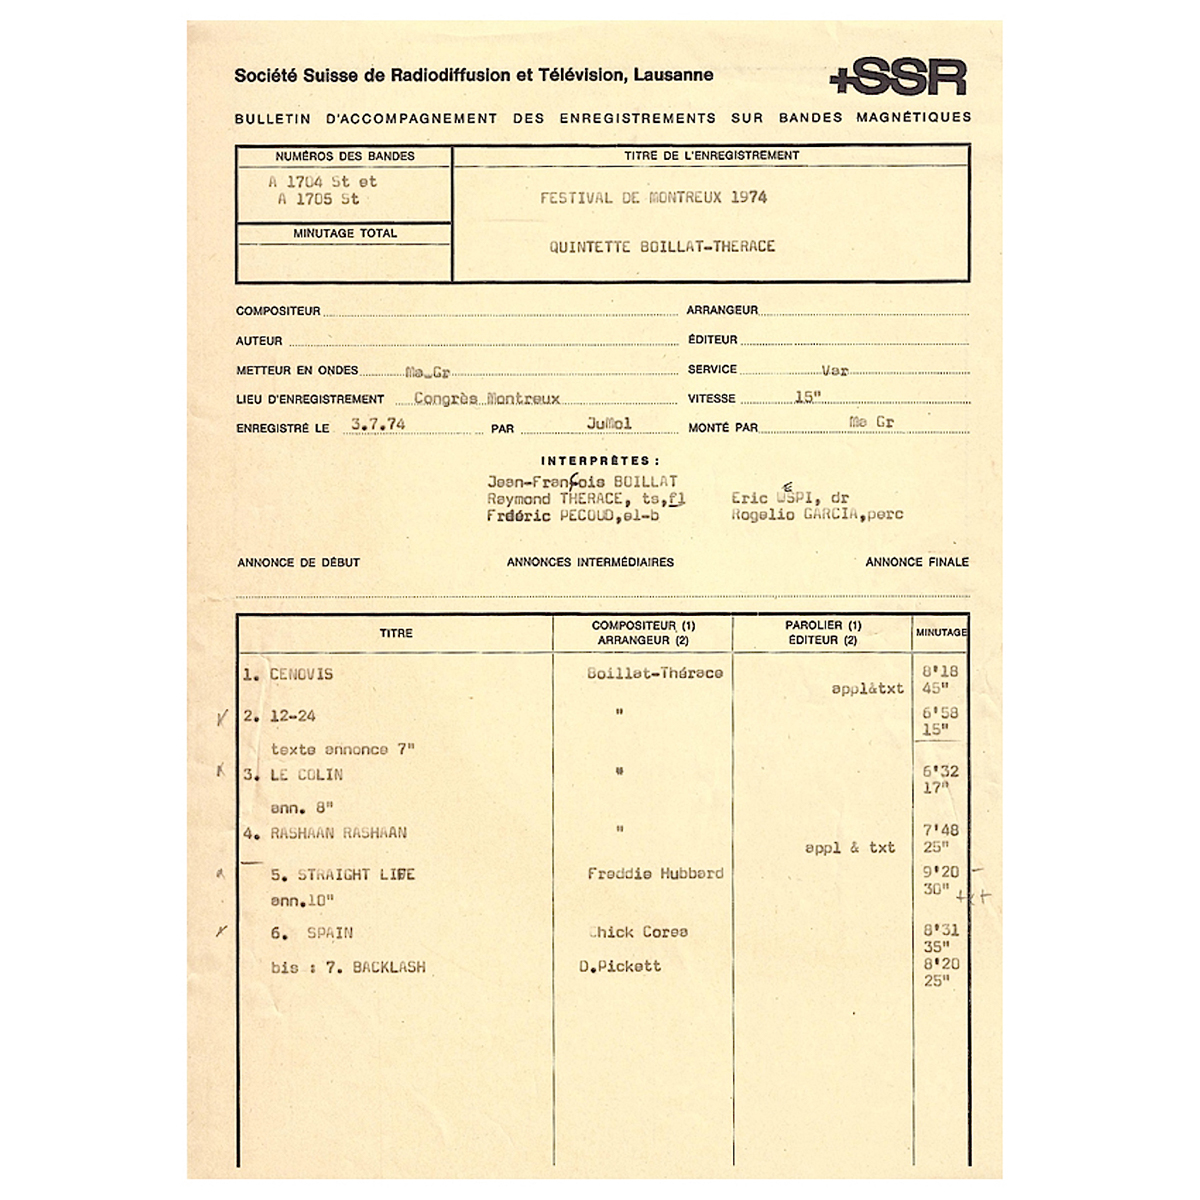 Société Suisse de Radiodiffusion et Télévision, Lausanne
+SSR
BULLETIN D'ACCOMPAGNEMENT DES ENREGISTREMENTS SUR BANDES MAGNÉTIQUES
NUMÉROS DES BANDES
TITRE DE L'ENREGISTREMENT
A 1704 St et
A 1705 St
FESTIVAL DE MONTREUX 1974
MINUTAGE TOTAL
QUINTETTE BOILLAT-THERACE
COMPOSITEUR
ARRANGEUR
AUTEUR
ÉDITEUR
METTEUR EN ONDES Ma_Gr
SERVICE Var
LIEU D'ENREGISTREMENT Congrès Montreux
VITESSE 15"
ENREGISTRÉ LE 3.7.74 PAR JuMol
MONTÉ PAR Ma Gr
INTERPRÈTES :
Jean-François BOILLAT
Raymond THERACE, ts,fl Eric USPI, dr
E
Frédéric PECOUD,el-b Rogelio GARCIA,perc
ANNONCE DE DÉBUT ANNONCES INTERMÉDIAIRES ANNONCE FINALE
TITRE
COMPOSITEUR (1)
ARRANGEUR (2)
PAROLIER (1)
ÉDITEUR (2)
MINUTAGE
1. CENOVIS Boillat-Thérace 8'18
appl&txt 45"
2. 12-24 " 6'58
15"
texte annonce 7"
3. LE COLIN " 6'32
17"
ann. 8"
4. RASHAAN RASHAAN " 7'48
appl & txt 25"
5. STRAIGHT LIFE Freddie Hubbard 9'20 -
30" txt
ann.10"
6. SPAIN Chick Corea 8'31
35"
bis : 7. BACKLASH D.Pickett 8'20
25"